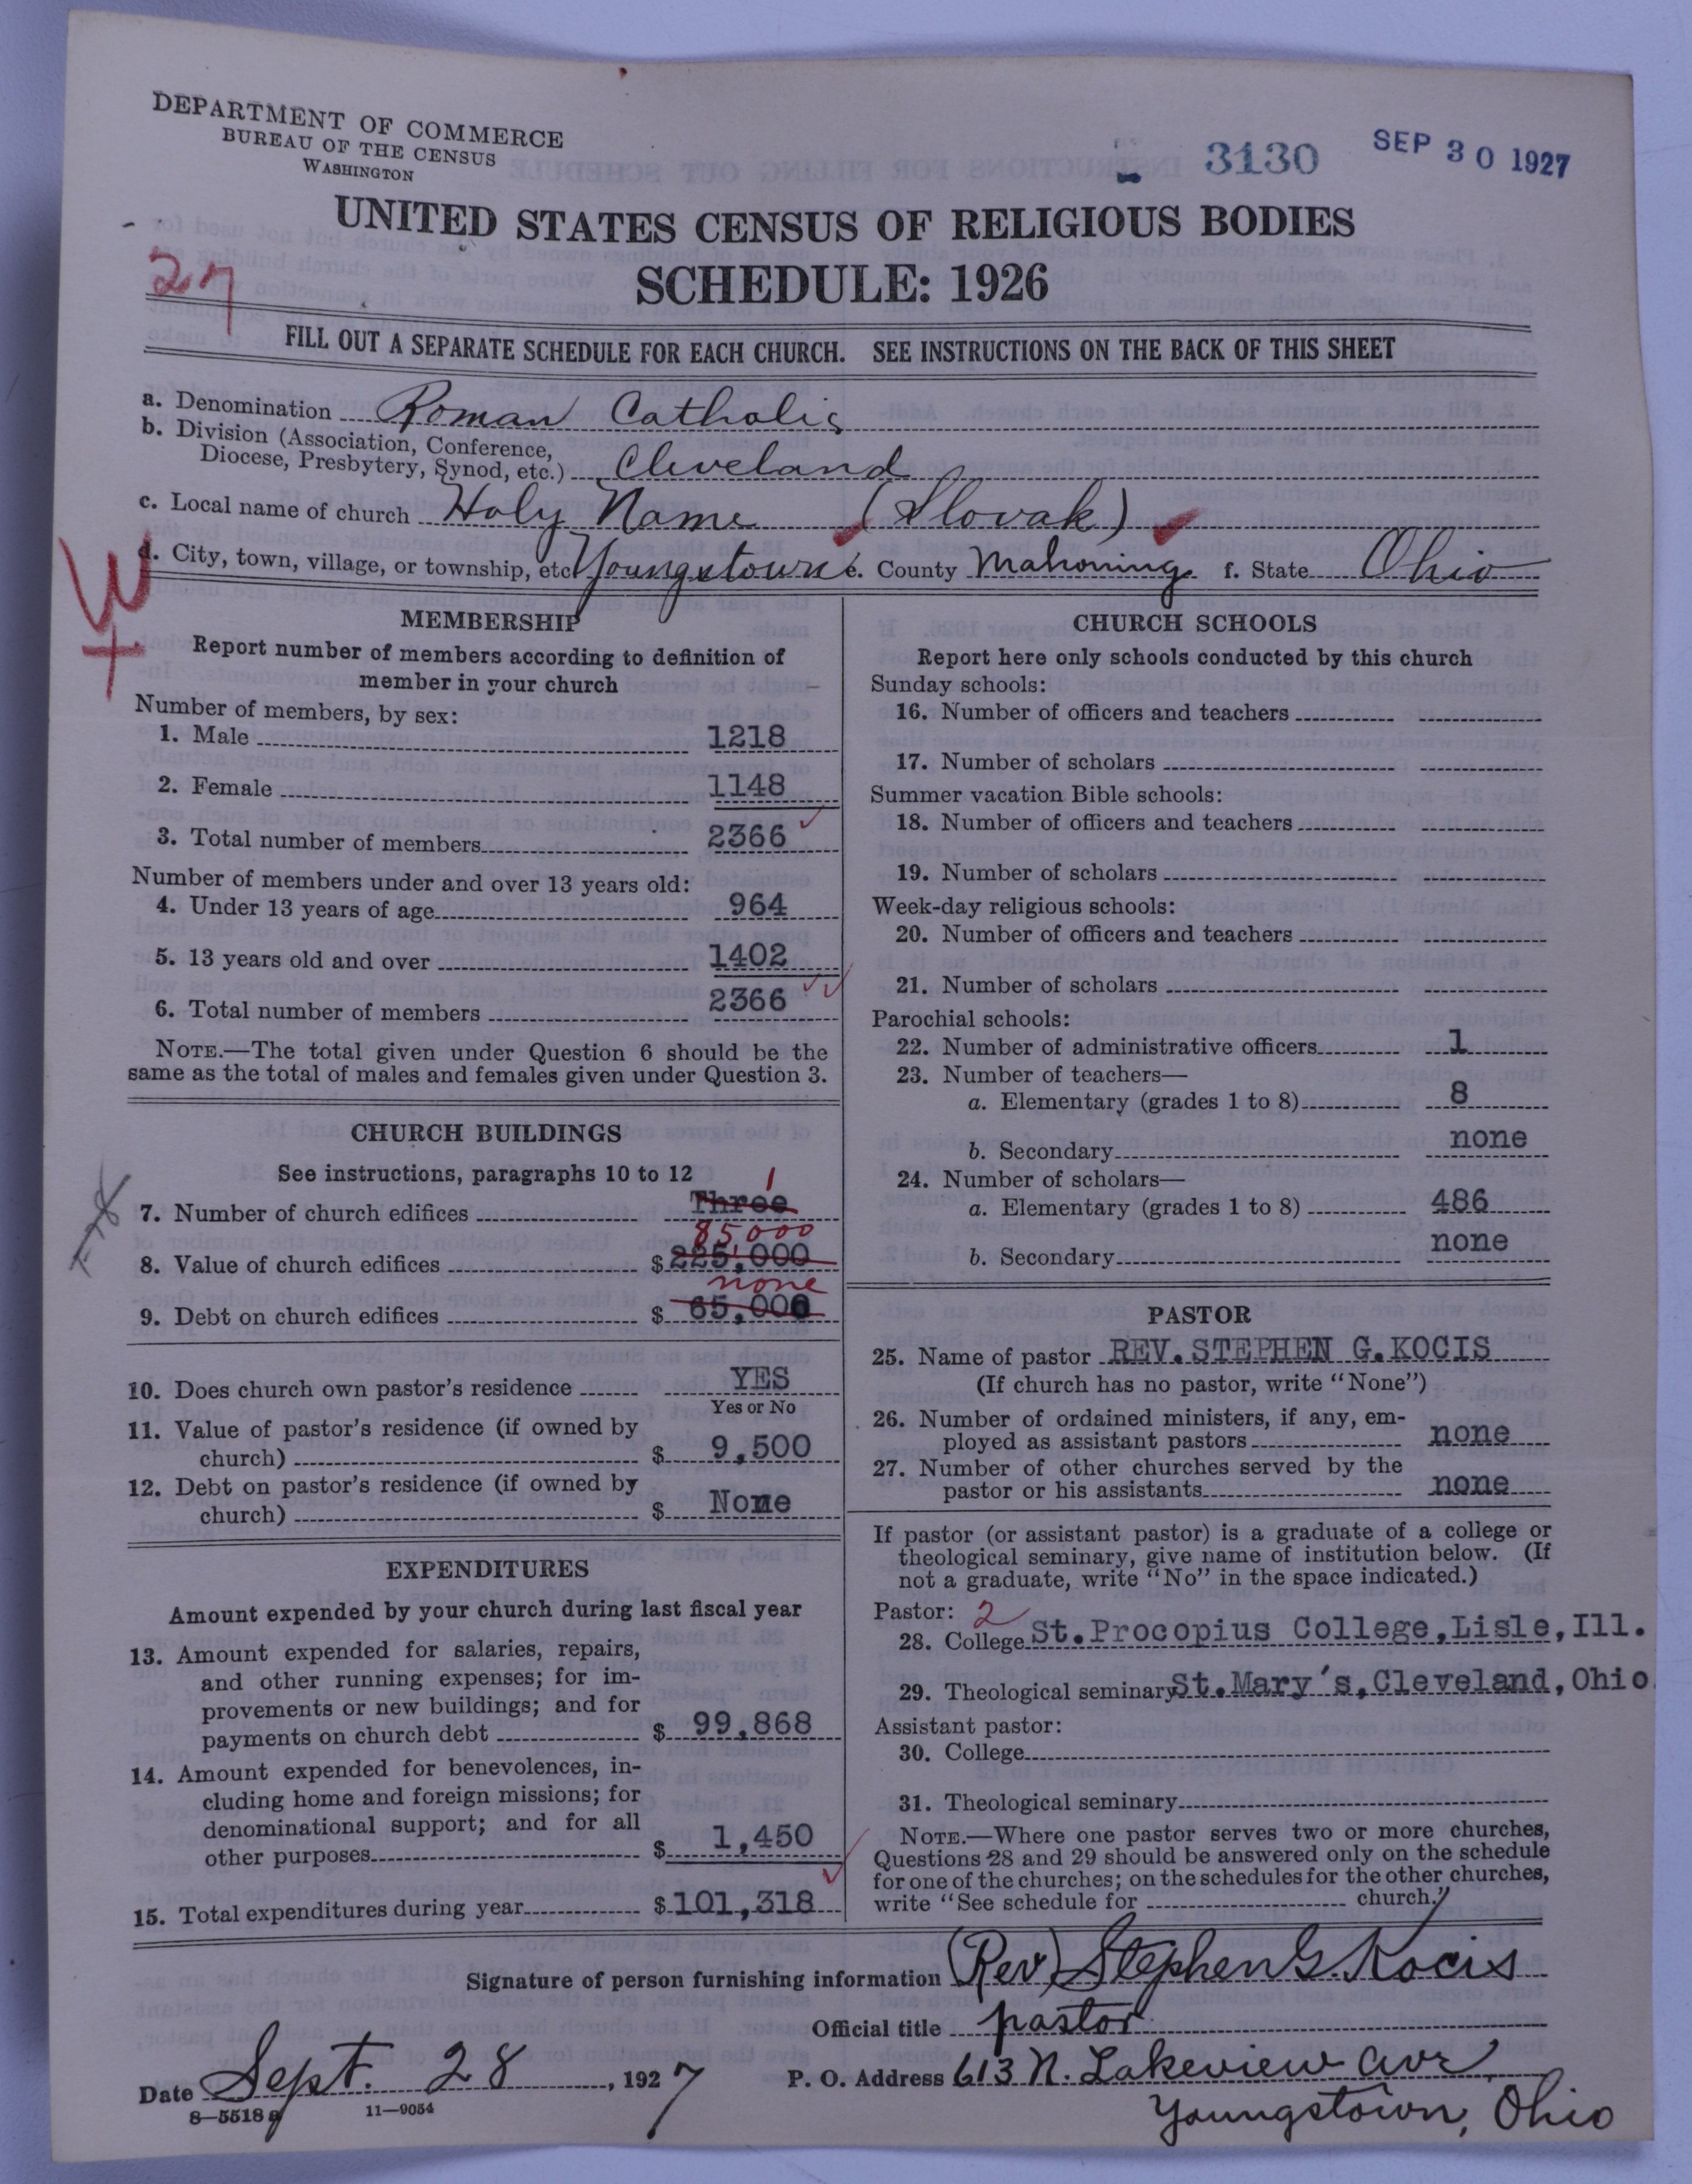 DEPARTMENT OF COMMERCE
BUREAU OF THE CENSUS
WASHINGTON
3130 SEP 30 1927
UNITED STATES CENSUS OF RELIGIOUS BODIES
27
SCHEDULE: 1926
FILL OUT A SEPARATE SCHEDULE FOR EACH CHURCH. SEE INSTRUCTIONS ON THE BACK OF THIS SHEET
a. Denomination Roman Catholic
b. Division (Association, Conference,
Diocese, Presbytery, Synod, etc.) Cleveland
c. Local name of church Holy Name (Slovak)
d. City, town, village, or township, etc. Youngstown e. County Mahoning f. State Ohio
MEMBERSHIP
Report number of members according to definition of
member in your church
Number of members, by sex:
1. Male 1218
2. Female 1148
3. Total number of members 2366
Number of members under and over 13 years old:
4. Under 13 years of age 964
5. 13 years old and over 1402
6. Total number of members 2366
NOTE.—The total given under Question 6 should be the
same as the total of males and females given under Question 3.
CHURCH BUILDINGS
See instructions, paragraphs 10 to 12
1
7. Number of church edifices Three
85,000
8. Value of church edifices $ 225,000
none
9. Debt on church edifices $ 65,000
10. Does church own pastor's residence YES
Yes or No
11. Value of pastor's residence (if owned by
church) $ 9,500
12. Debt on pastor's residence (if owned by
church) $ None
EXPENDITURES
Amount expended by your church during last fiscal year
13. Amount expended for salaries, repairs,
and other running expenses; for im-
provements or new buildings; and for
payments on church debt $ 99,868
14. Amount expended for benevolences, in-
cluding home and foreign missions; for
denominational support; and for all
other purposes $ 1,450
15. Total expenditures during year $ 101,318
CHURCH SCHOOLS
Report here only schools conducted by this church
Sunday schools:
16. Number of officers and teachers
17. Number of scholars
Summer vacation Bible schools:
18. Number of officers and teachers
19. Number of scholars
Week-day religious schools:
20. Number of officers and teachers
21. Number of scholars
Parochial schools:
22. Number of administrative officers 1
23. Number of teachers—
a. Elementary (grades 1 to 8) 8
b. Secondary none
24. Number of scholars—
a. Elementary (grades 1 to 8) 486
b. Secondary none
PASTOR
25. Name of pastor REV. STEPHEN G. KOCIS
(If church has no pastor, write "None")
26. Number of ordained ministers, if any, em-
ployed as assistant pastors none
27. Number of other churches served by the
pastor or his assistants none
If pastor (or assistant pastor) is a graduate of a college or
theological seminary, give name of institution below. (If
not a graduate, write "No" in the space indicated.)
Pastor: 2
28. College St. Procopius College, Lisle, Ill.
29. Theological seminary St. Mary's, Cleveland, Ohio
Assistant pastor:
30. College
31. Theological seminary
NOTE.—Where one pastor serves two or more churches,
Questions 28 and 29 should be answered only on the schedule
for one of the churches; on the schedules for the other churches,
write "See schedule for church."
Signature of person furnishing information (Rev) Stephen G. Kocis
Official title pastor
Date Sept. 28, 1927 P. O. Address 613 N. Lakeview Ave
8—5518 a 11—9054 Youngstown, Ohio